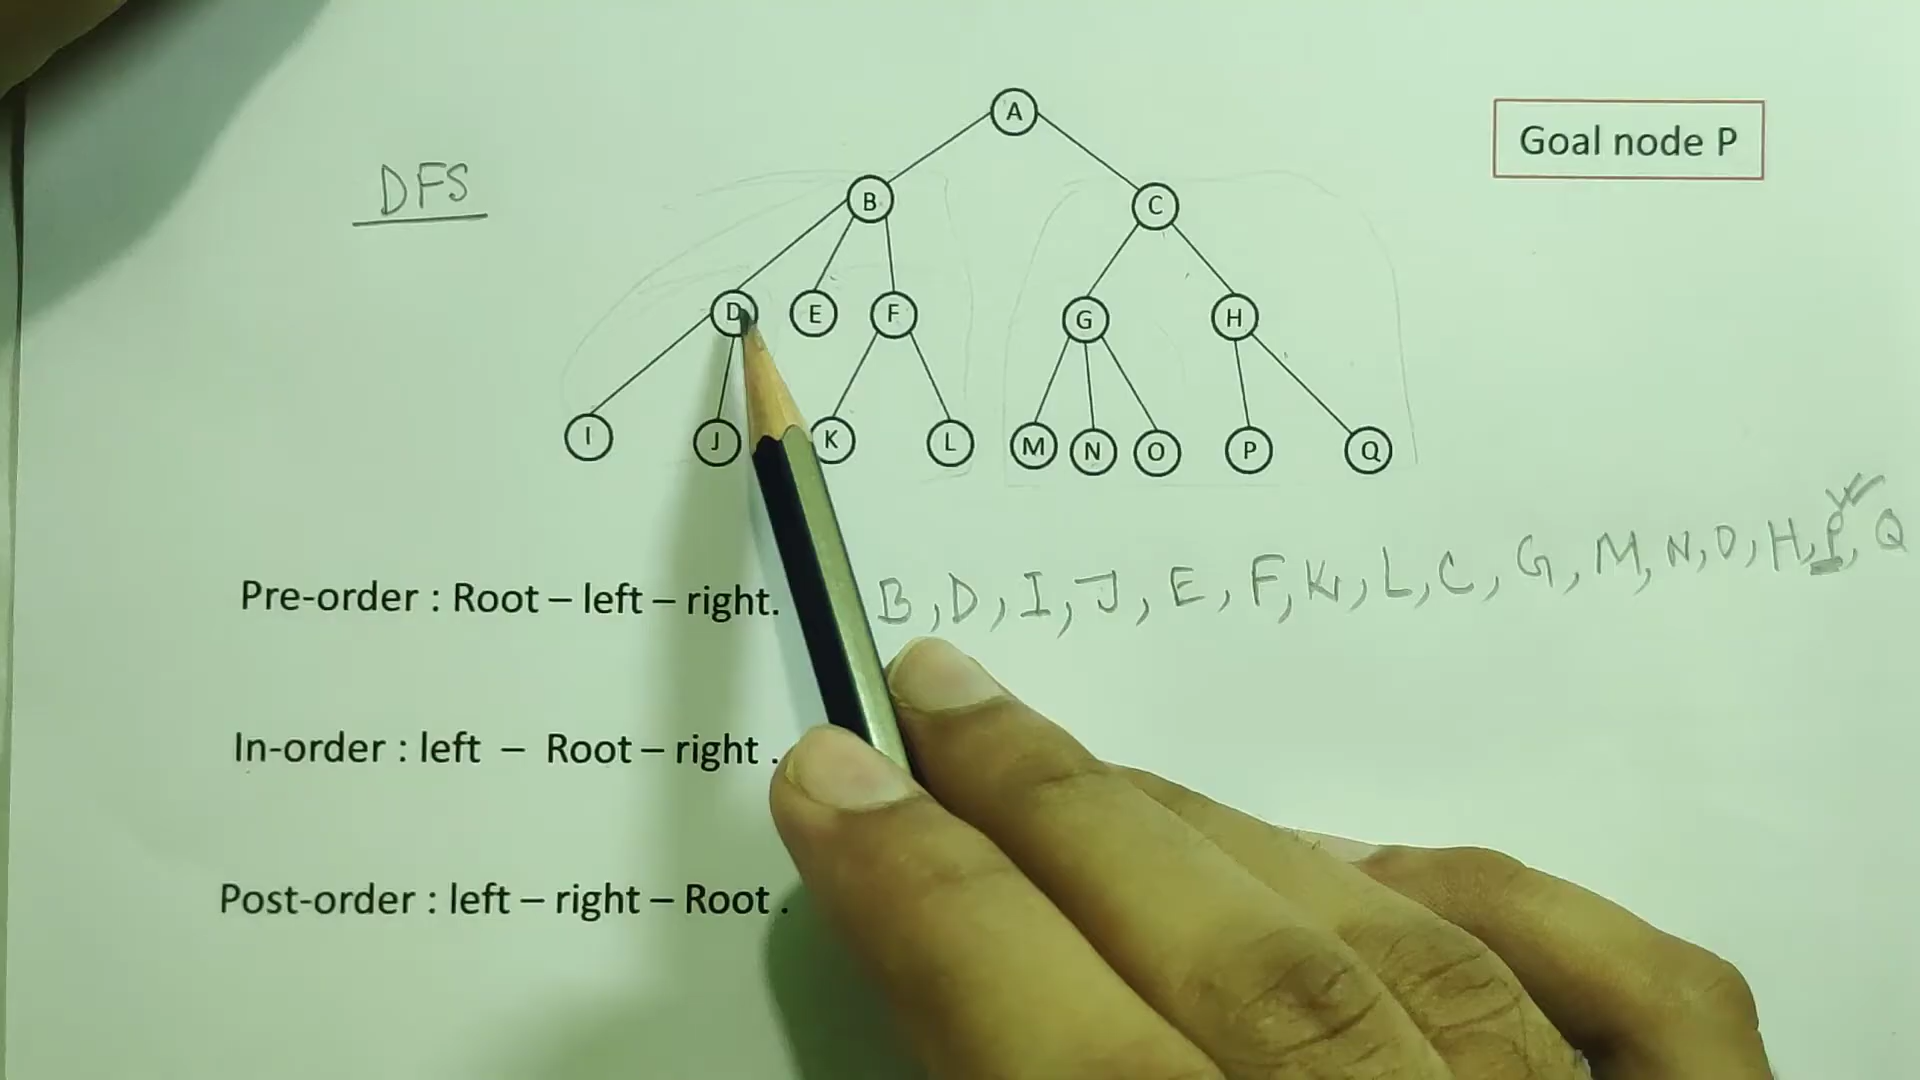 A
Goal node P
DFS
B C
D E F G H
I J K L M N O P Q
Pre-order : Root – left – right. B, D, I, J, E, F, K, L, C, G, M, N, O, H, P, Q
In-order : left – Root – right .
Post-order : left – right – Root .